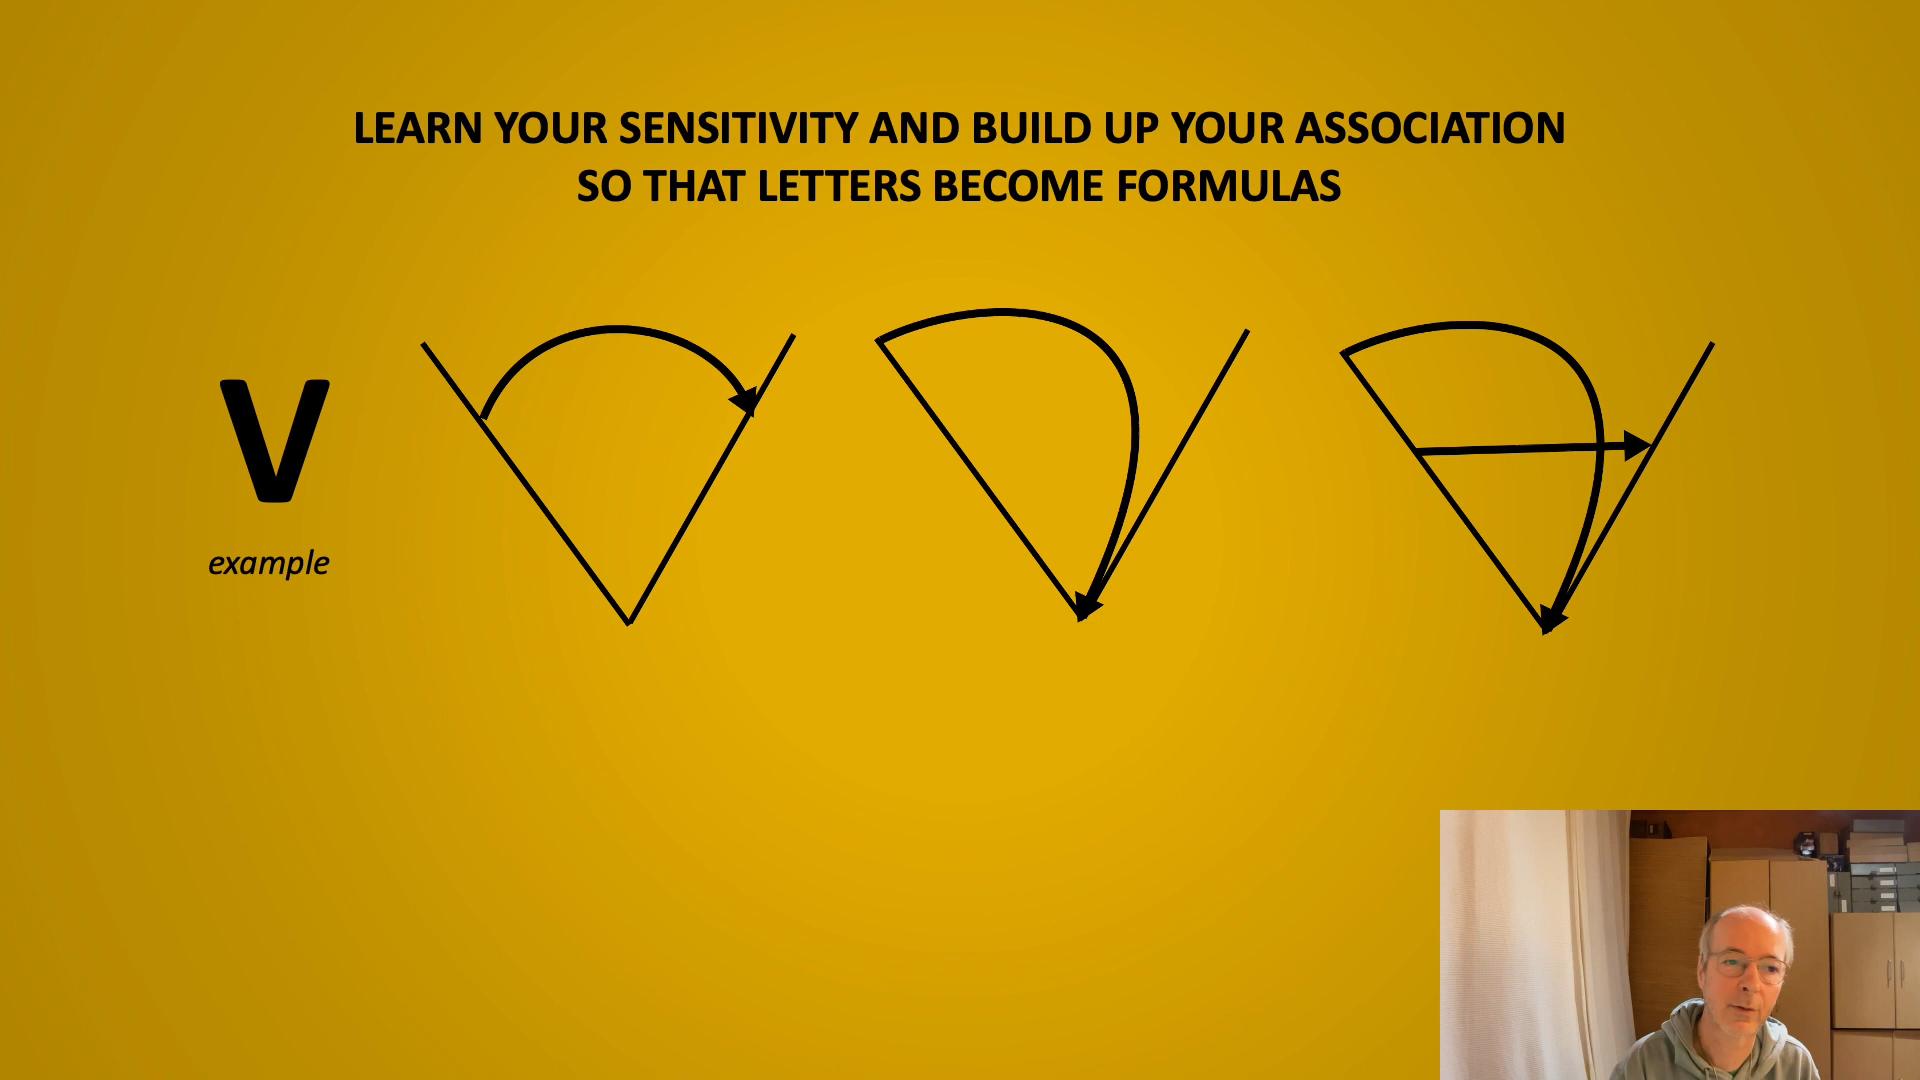 LEARN YOUR SENSITIVITY AND BUILD UP YOUR ASSOCIATION
SO THAT LETTERS BECOME FORMULAS
V
example